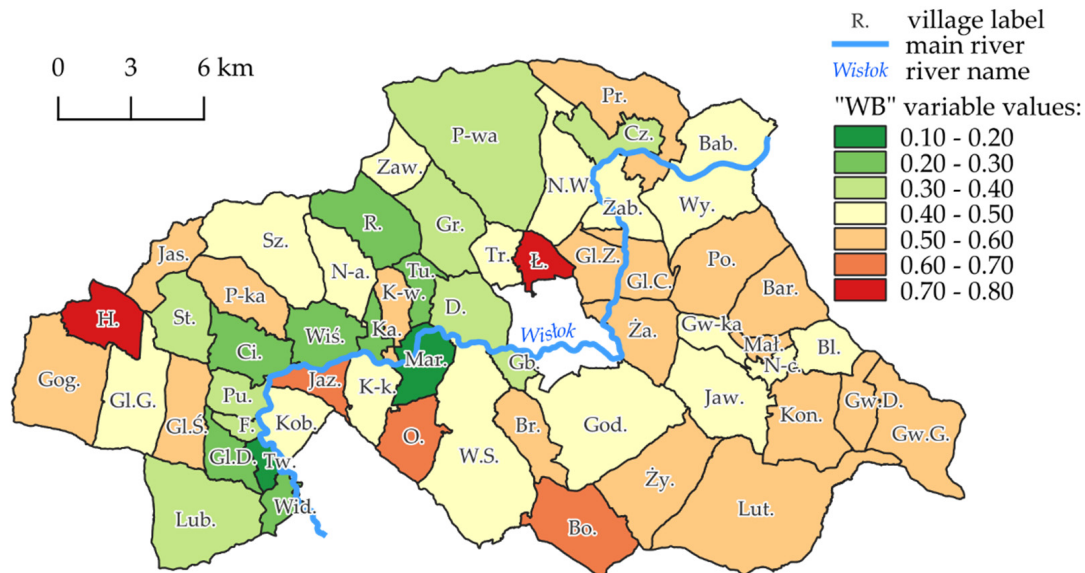 R. village label
main river
Wisłok river name
"WB" variable values:
0.10 - 0.20
0.20 - 0.30
0.30 - 0.40
0.40 - 0.50
0.50 - 0.60
0.60 - 0.70
0.70 - 0.80
0 3 6 km
Pr.
P-wa
Cz.
Bab.
Zaw.
N.W.
Żab.
Wy.
R.
Gr.
Sz.
Tr.
Ł.
Gl.Z.
Jas.
N-a.
Tu.
Gl.C.
Po.
P-ka
K-w.
Bar.
H.
St.
D.
Wiś.
Ka.
Wisłok
Ża.
Gw-ka
Mał.
Bl.
Ci.
Mar.
Gb.
N-c.
Gog.
Jaz.
K-k.
Pu.
Gl.G.
Jaw.
Gw.D.
Kon.
Gl.Ś.
F.
Kob.
Br.
God.
O.
Gw.G.
Gl.D.
Tw.
W.S.
Ży.
Wid.
Lut.
Lub.
Bo.